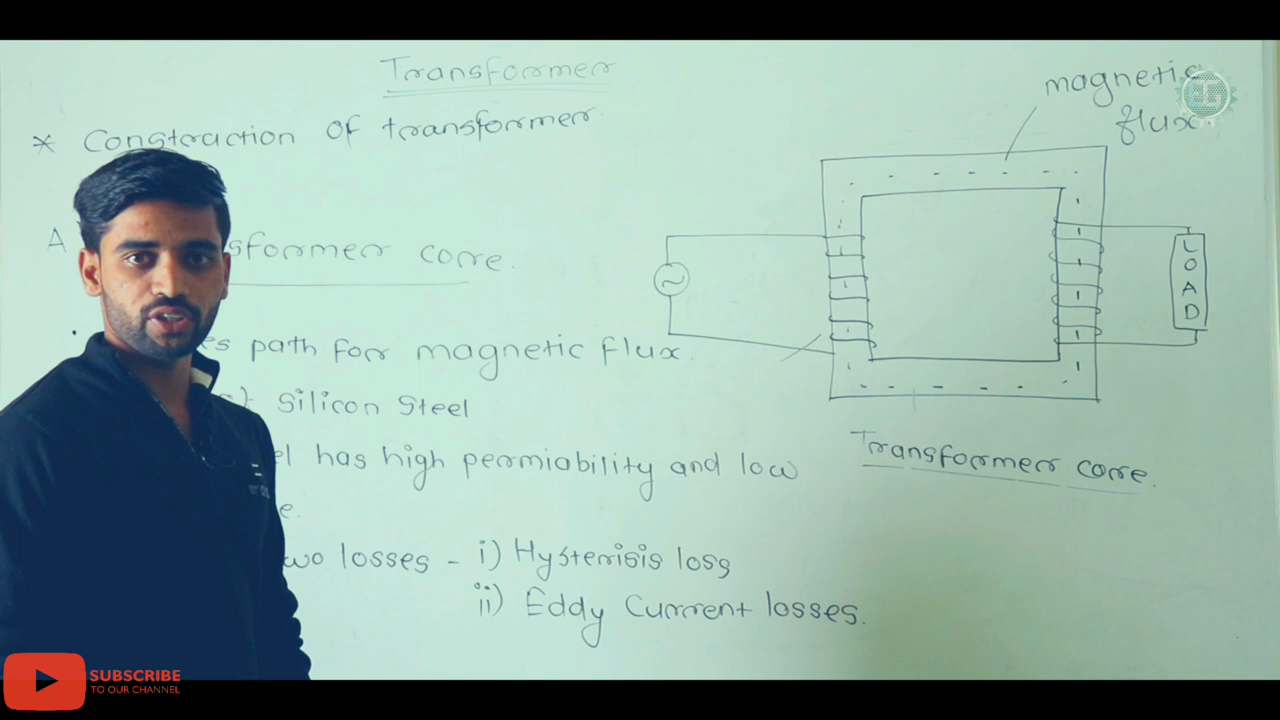 Transformer
* Construction of transformer
A
sformer core.
es path for magnetic flux.
Silicon Steel
el has high permiability and low
e.
wo losses - i) Hysterisis loss
ii) Eddy Current losses.
magnetic
flux.
LOAD
Transformer core.
SUBSCRIBE
TO OUR CHANNEL